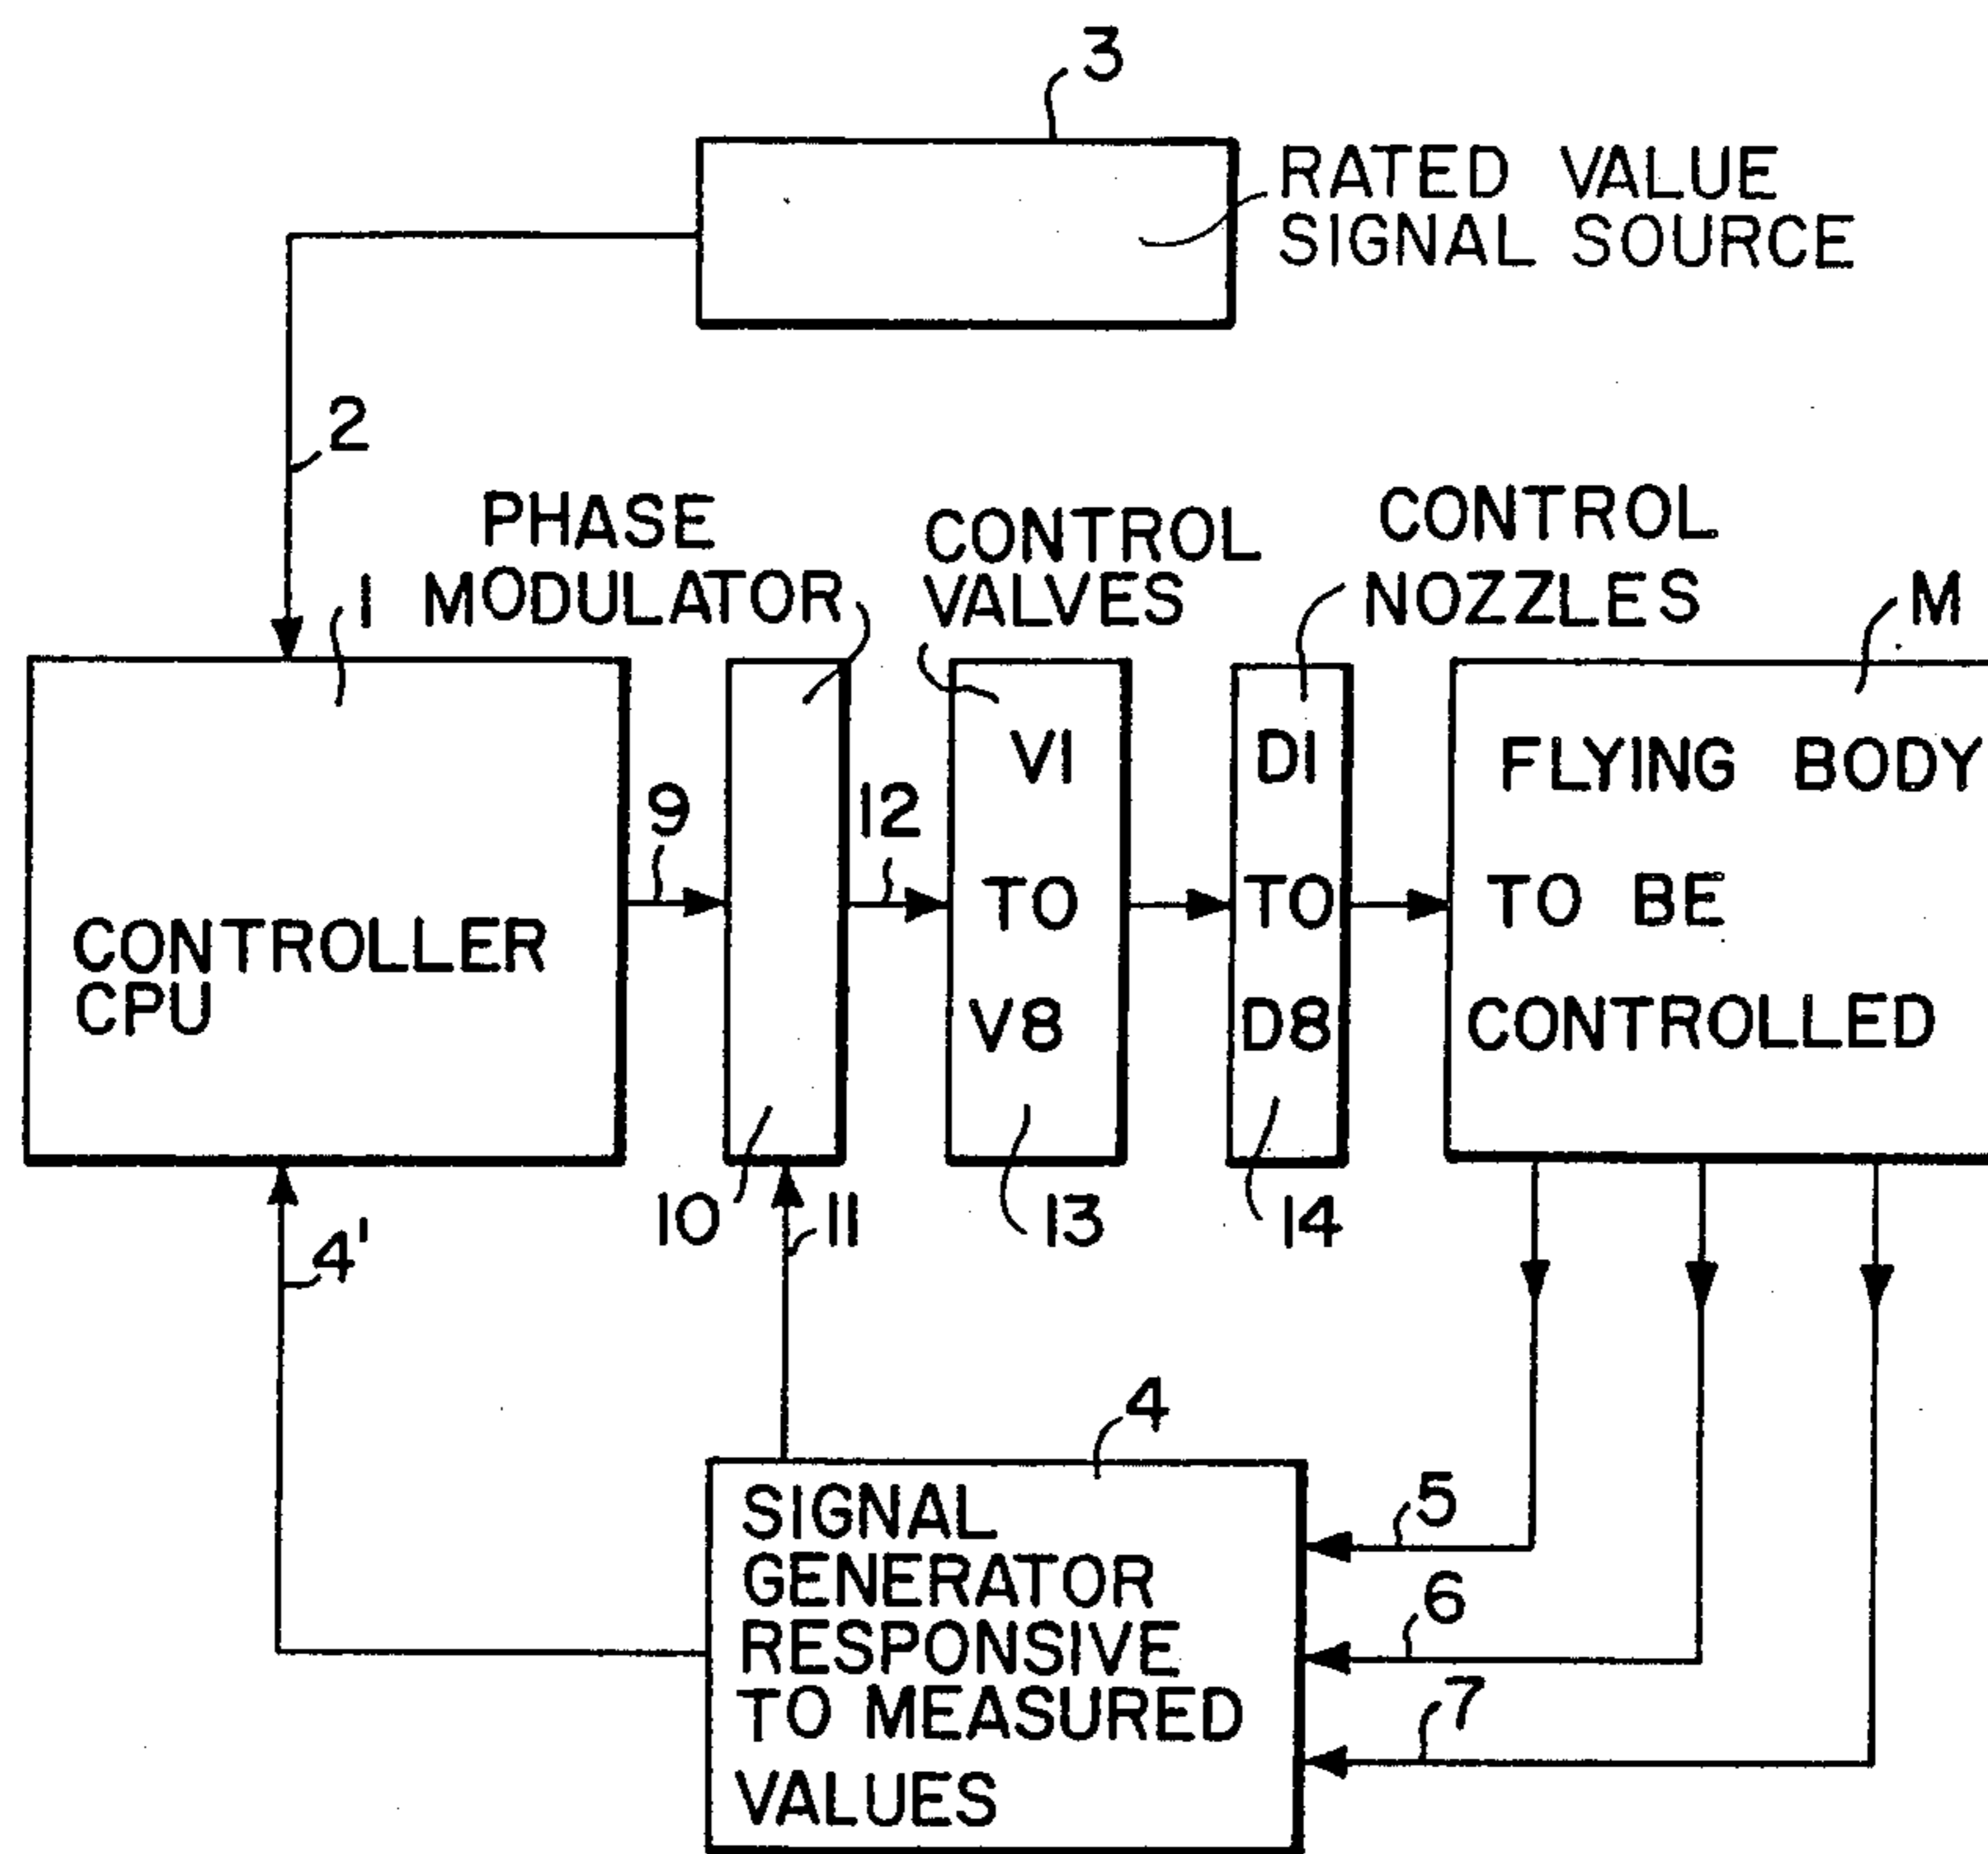 3
RATED VALUE
SIGNAL SOURCE
2
PHASE
MODULATOR
1
CONTROL
VALVES
CONTROL
NOZZLES
M
CONTROLLER
CPU
9
12
V1
TO
V8
D1
TO
D8
FLYING BODY
TO BE
CONTROLLED
10
11
13
14
4'
4
SIGNAL
GENERATOR
RESPONSIVE
TO MEASURED
VALUES
5
6
7